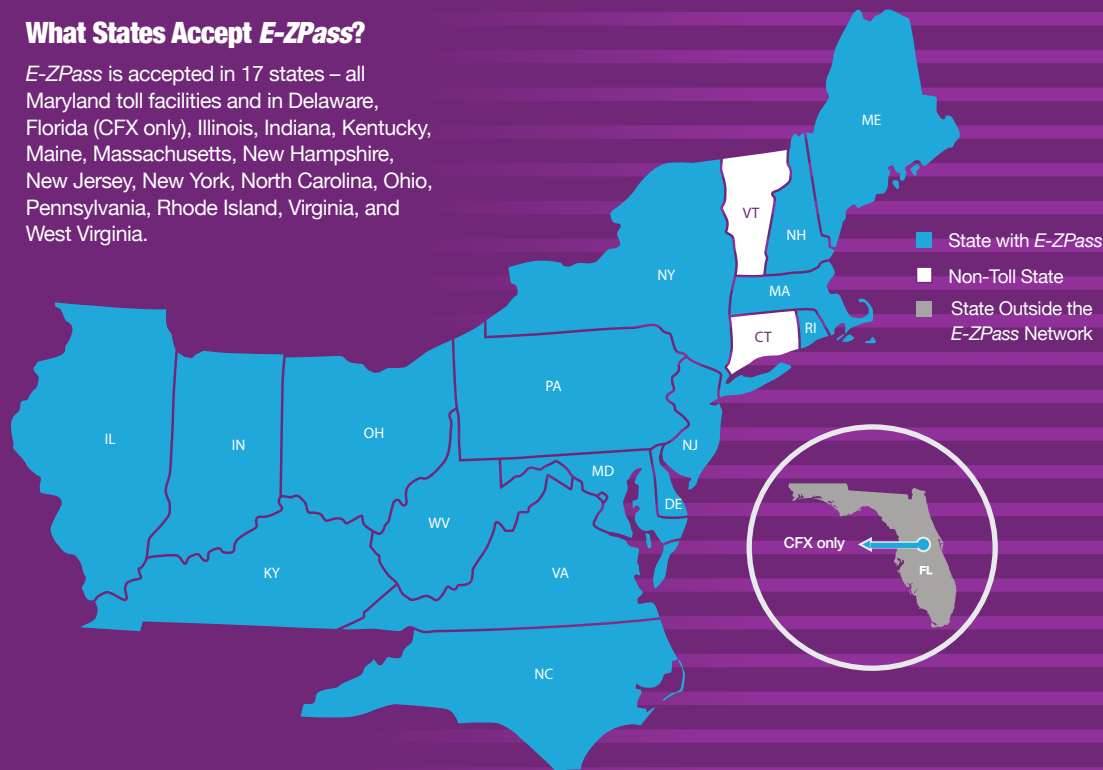 What States Accept E-ZPass?
E-ZPass is accepted in 17 states – all
Maryland toll facilities and in Delaware,
Florida (CFX only), Illinois, Indiana, Kentucky,
Maine, Massachusetts, New Hampshire,
New Jersey, New York, North Carolina, Ohio,
Pennsylvania, Rhode Island, Virginia, and
West Virginia.
ME
VT
NH
State with E-ZPass
NY
Non-Toll State
MA
State Outside the
E-ZPass Network
RI
CT
PA
OH
IL
IN
NJ
MD
DE
WV
CFX only
FL
KY
VA
NC